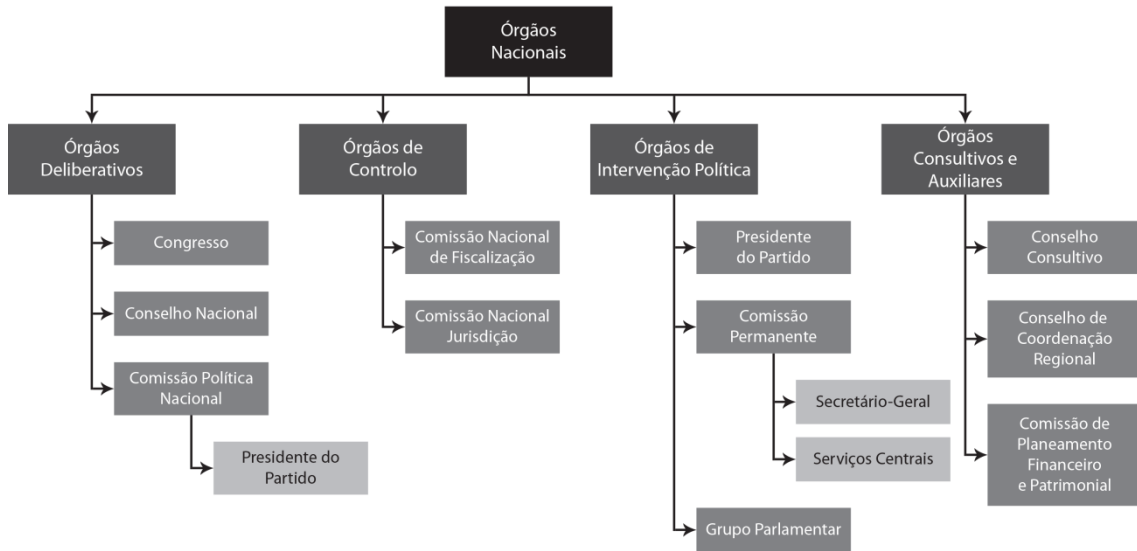 Órgãos
Nacionais
Órgãos
Deliberativos
Congresso
Conselho Nacional
Comissão Política
Nacional
Presidente do
Partido
Órgãos de
Controlo
Comissão Nacional
de Fiscalização
Comissão Nacional
Jurisdição
Órgãos de
Intervenção Política
Presidente
do Partido
Comissão
Permanente
Secretário-Geral
Serviços Centrais
Grupo Parlamentar
Órgãos
Consultivos e
Auxiliares
Conselho
Consultivo
Conselho de
Coordenação
Regional
Comissão de
Planeamento
Financeiro
e Patrimonial